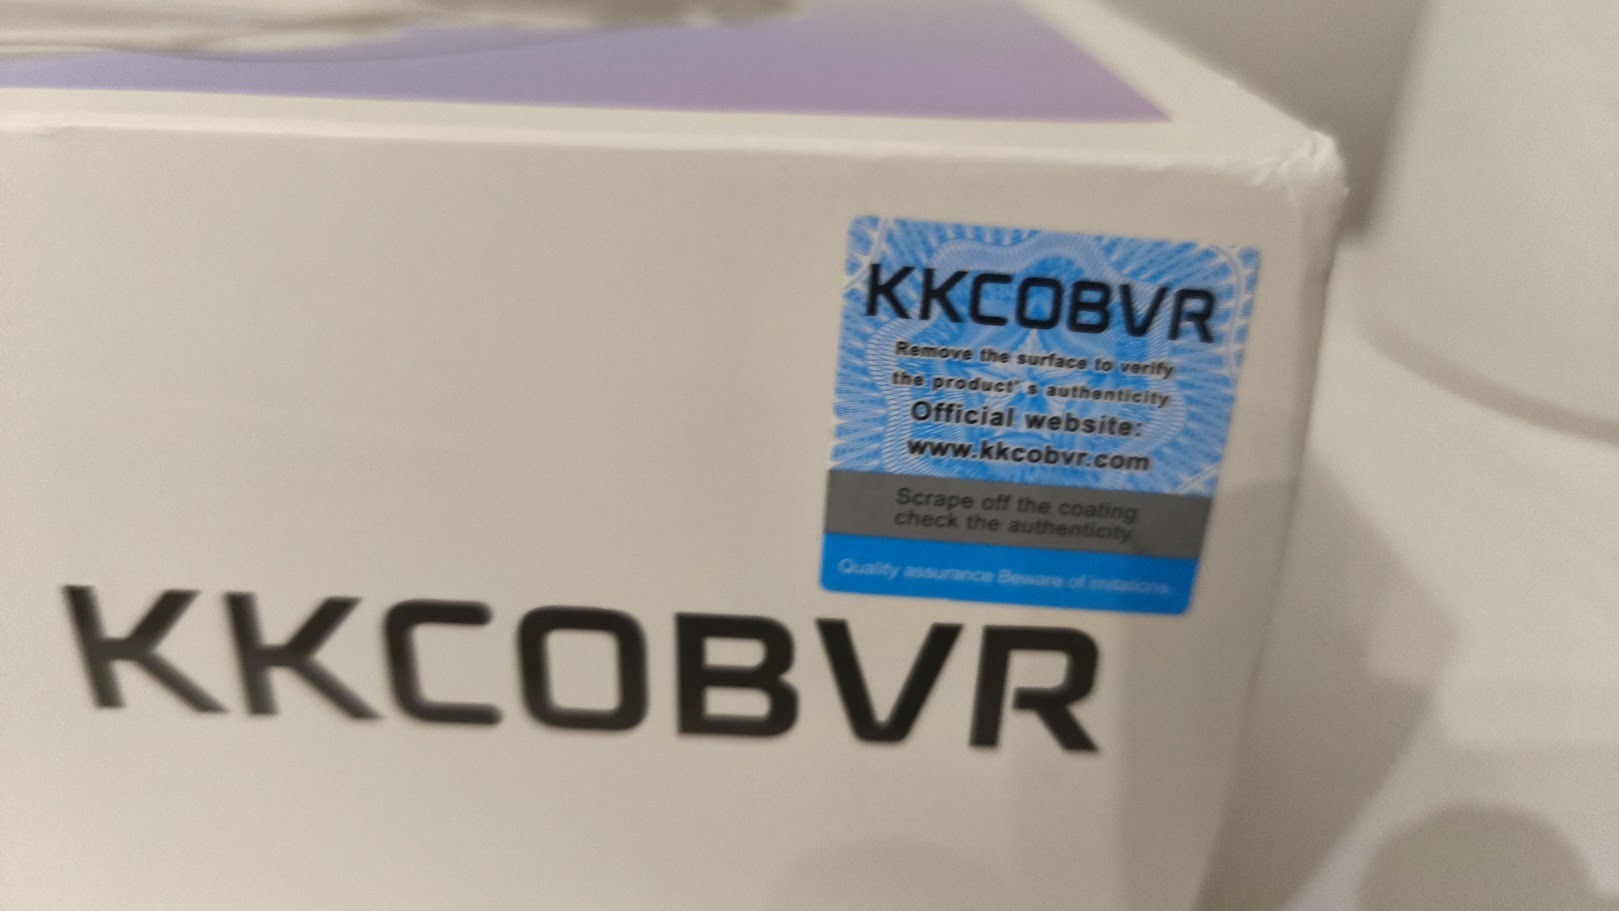 KKCOBVR
Remove the surface to verify
the product's authenticity
Official website:
www.kkcobvr.com
Scrape off the coating
check the authenticity
Quality assurance Beware of imitations.
KKCOBVR